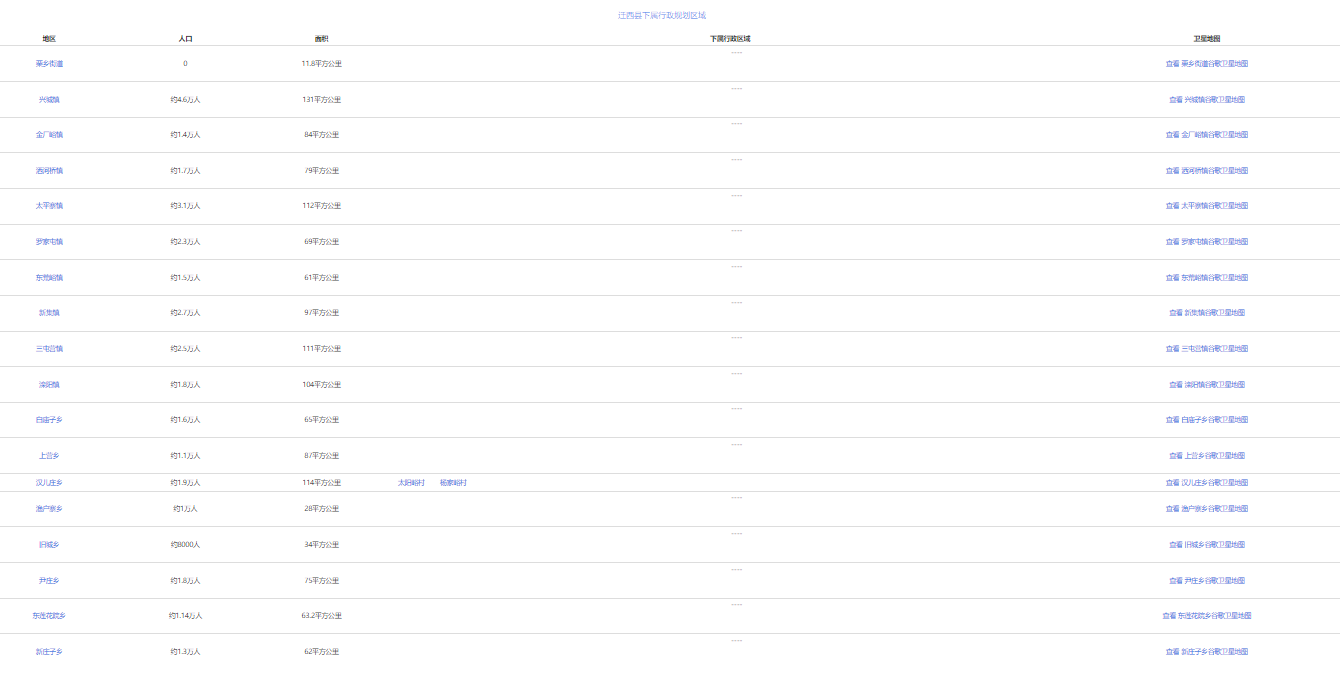 迁西县下属行政规划区域
地区 人口 面积 下属行政区域 卫星地图
栗乡街道 0 11.8平方公里 ---- 查看 栗乡街道谷歌卫星地图
兴城镇 约4.6万人 131平方公里 ---- 查看 兴城镇谷歌卫星地图
金厂峪镇 约1.4万人 84平方公里 ---- 查看 金厂峪镇谷歌卫星地图
洒河桥镇 约1.7万人 79平方公里 ---- 查看 洒河桥镇谷歌卫星地图
太平寨镇 约3.1万人 112平方公里 ---- 查看 太平寨镇谷歌卫星地图
罗家屯镇 约2.3万人 69平方公里 ---- 查看 罗家屯镇谷歌卫星地图
东荒峪镇 约1.5万人 61平方公里 ---- 查看 东荒峪镇谷歌卫星地图
新集镇 约2.7万人 97平方公里 ---- 查看 新集镇谷歌卫星地图
三屯营镇 约2.5万人 111平方公里 ---- 查看 三屯营镇谷歌卫星地图
滦阳镇 约1.8万人 104平方公里 ---- 查看 滦阳镇谷歌卫星地图
白庙子乡 约1.6万人 65平方公里 ---- 查看 白庙子乡谷歌卫星地图
上营乡 约1.1万人 87平方公里 ---- 查看 上营乡谷歌卫星地图
汉儿庄乡 约1.9万人 114平方公里 太阳峪村 杨家峪村 查看 汉儿庄乡谷歌卫星地图
渔户寨乡 约1万人 28平方公里 ---- 查看 渔户寨乡谷歌卫星地图
旧城乡 约8000人 34平方公里 ---- 查看 旧城乡谷歌卫星地图
尹庄乡 约1.8万人 75平方公里 ---- 查看 尹庄乡谷歌卫星地图
东莲花院乡 约1.14万人 63.2平方公里 ---- 查看 东莲花院乡谷歌卫星地图
新庄子乡 约1.3万人 62平方公里 ---- 查看 新庄子乡谷歌卫星地图